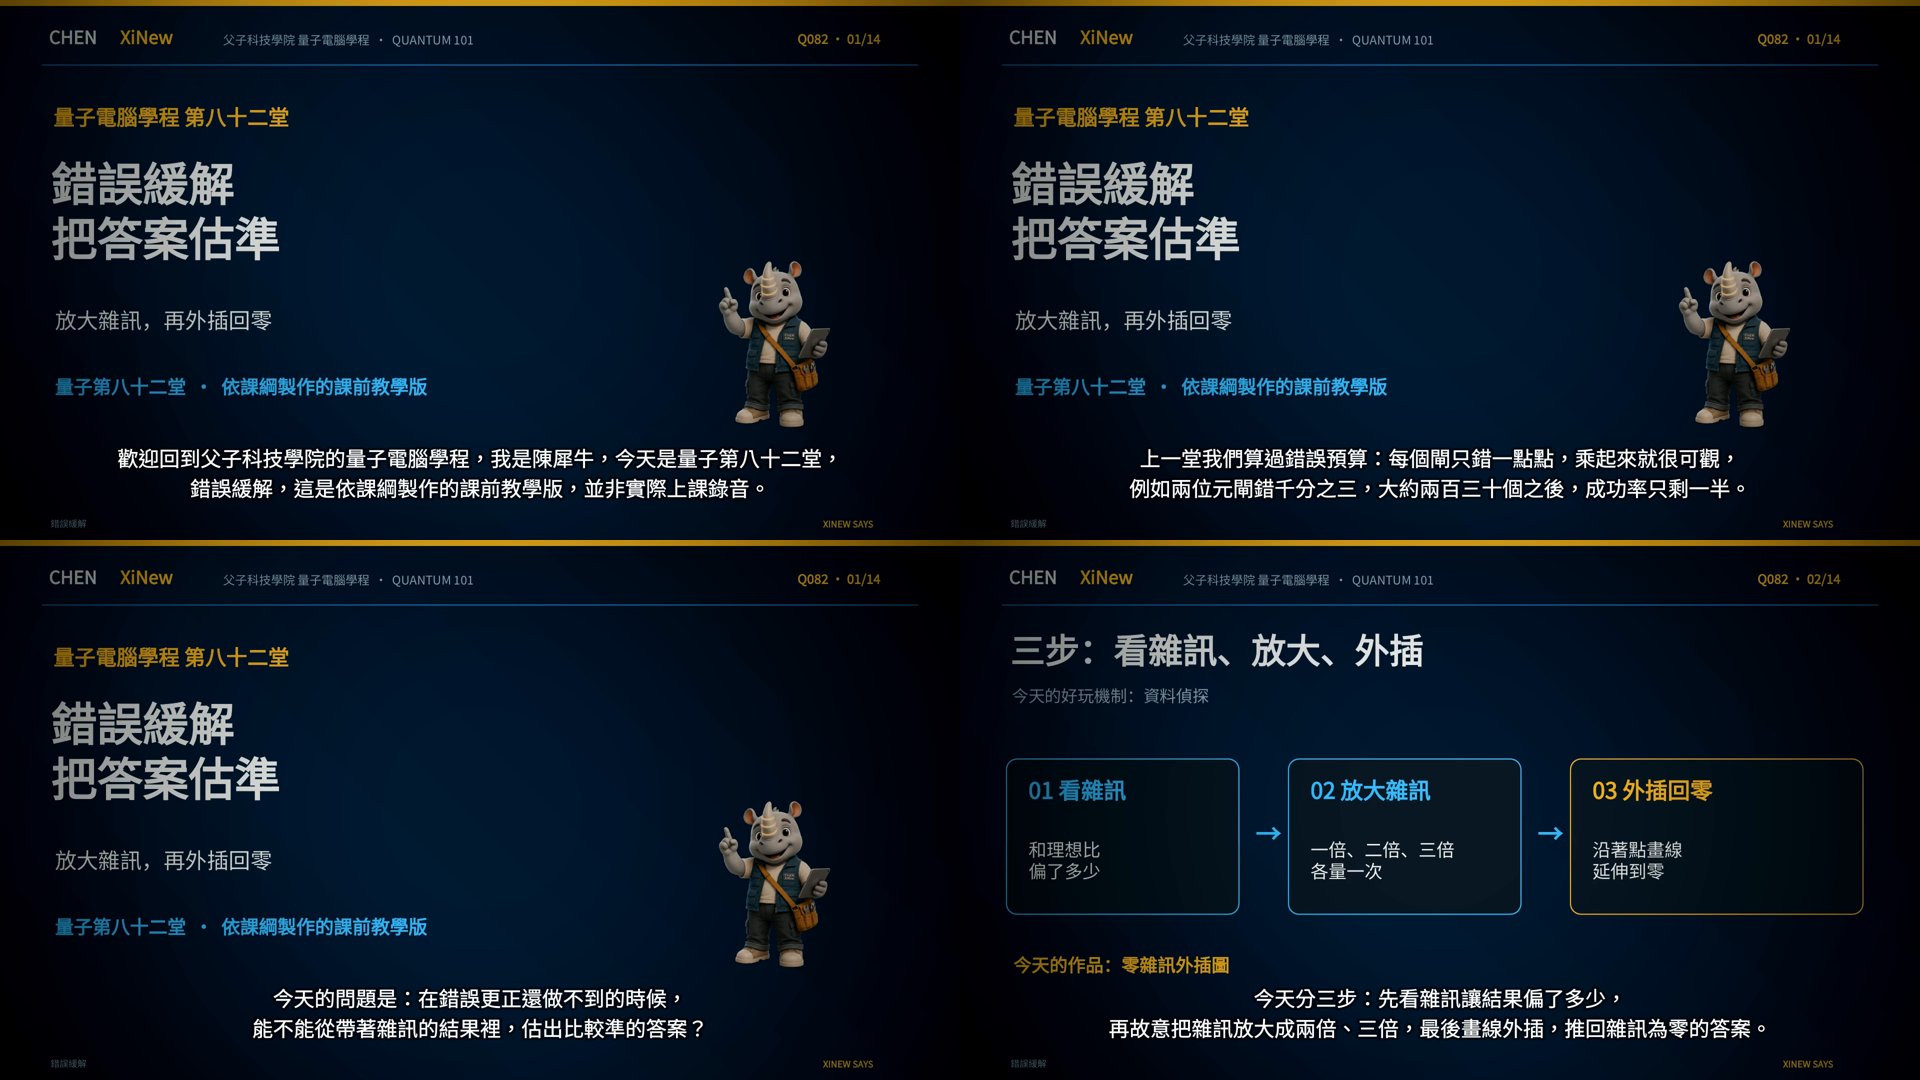 CHEN XiNew 父子科技學院 量子電腦學程 · QUANTUM 101 Q082 · 01/14
量子電腦學程 第八十二堂
錯誤緩解
把答案估準
放大雜訊，再外插回零
量子第八十二堂 · 依課綱製作的課前教學版
歡迎回到父子科技學院的量子電腦學程，我是陳犀牛，今天是量子第八十二堂，
錯誤緩解，這是依課綱製作的課前教學版，並非實際上課錄音。
錯誤緩解 XINEW SAYS
CHEN XiNew 父子科技學院 量子電腦學程 · QUANTUM 101 Q082 · 01/14
量子電腦學程 第八十二堂
錯誤緩解
把答案估準
放大雜訊，再外插回零
量子第八十二堂 · 依課綱製作的課前教學版
上一堂我們算過錯誤預算：每個閘只錯一點點，乘起來就很可觀，
例如兩位元閘錯千分之三，大約兩百三十個之後，成功率只剩一半。
錯誤緩解 XINEW SAYS
CHEN XiNew 父子科技學院 量子電腦學程 · QUANTUM 101 Q082 · 01/14
量子電腦學程 第八十二堂
錯誤緩解
把答案估準
放大雜訊，再外插回零
量子第八十二堂 · 依課綱製作的課前教學版
今天的問題是：在錯誤更正還做不到的時候，
能不能從帶著雜訊的結果裡，估出比較準的答案？
錯誤緩解 XINEW SAYS
CHEN XiNew 父子科技學院 量子電腦學程 · QUANTUM 101 Q082 · 02/14
三步：看雜訊、放大、外插
今天的好玩機制：資料偵探
01 看雜訊
和理想比
偏了多少
→
02 放大雜訊
一倍、二倍、三倍
各量一次
→
03 外插回零
沿著點畫線
延伸到零
今天的作品：零雜訊外插圖
今天分三步：先看雜訊讓結果偏了多少，
再故意把雜訊放大成兩倍、三倍，最後畫線外插，推回雜訊為零的答案。
錯誤緩解 XINEW SAYS